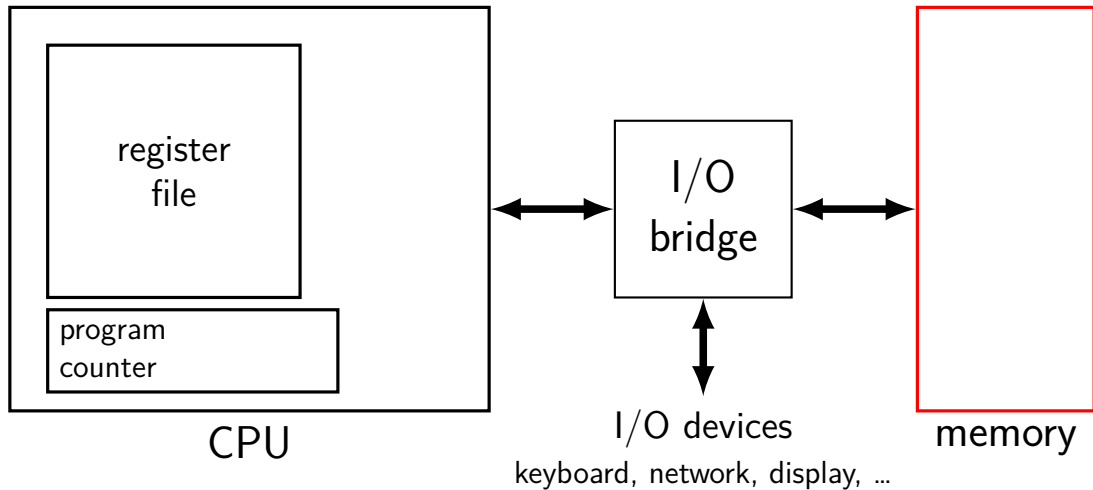 register
file
program
counter
CPU
I/O
bridge
I/O devices
keyboard, network, display, ...
memory